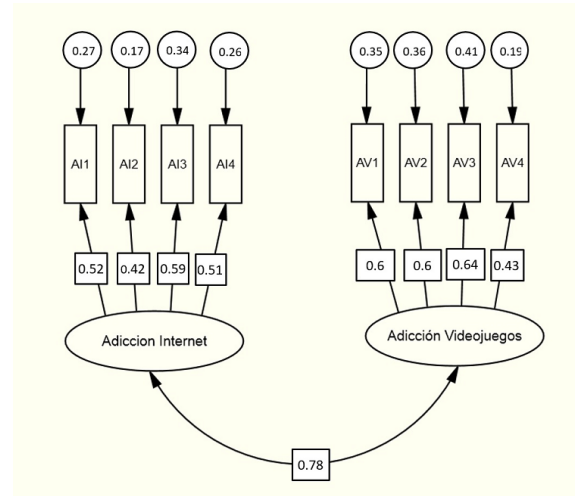 0.27 0.17 0.34 0.26 0.35 0.36 0.41 0.19
AI1 AI2 AI3 AI4 AV1 AV2 AV3 AV4
0.52 0.42 0.59 0.51 0.6 0.6 0.64 0.43
Adiccion Internet Adicción Videojuegos
0.78